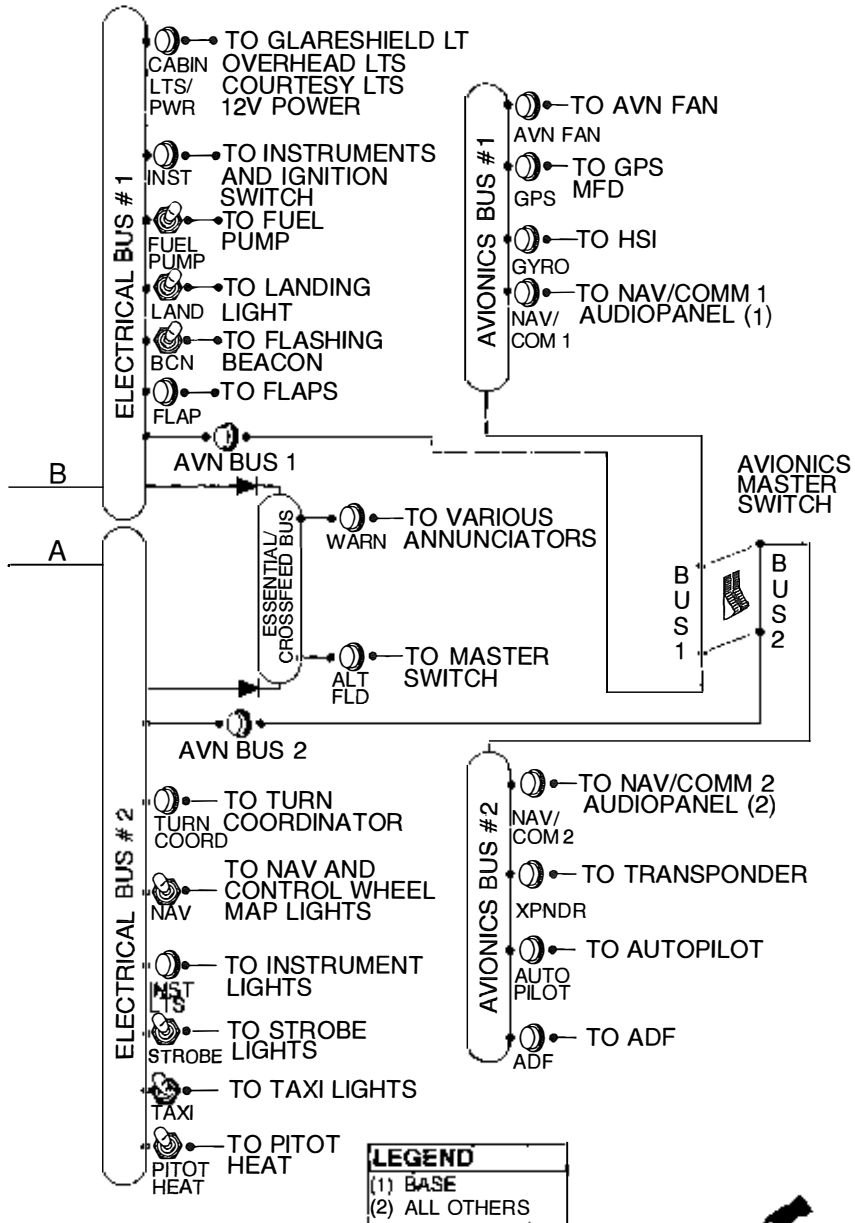 TO GLARESHIELD LT
CABIN OVERHEAD LTS
LTS/ COURTESY LTS
PWR 12V POWER
TO INSTRUMENTS
INST AND IGNITION
SWITCH
TO FUEL
FUEL PUMP
PUMP
TO LANDING
LAND LIGHT
TO FLASHING
BCN BEACON
TO FLAPS
FLAP
ELECTRICAL BUS #1
AVN BUS 1
B
A
ESSENTIAL/
CROSSFEED BUS
TO VARIOUS
WARN ANNUNCIATORS
TO MASTER
ALT SWITCH
FLD
AVN BUS 2
ELECTRICAL BUS #2
TO TURN
TURN COORDINATOR
COORD
TO NAV AND
CONTROL WHEEL
NAV MAP LIGHTS
TO INSTRUMENT
INST LIGHTS
LTS
TO STROBE
STROBE LIGHTS
TO TAXI LIGHTS
TAXI
TO PITOT
PITOT HEAT
HEAT
AVIONICS BUS #1
TO AVN FAN
AVN FAN
TO GPS
GPS MFD
TO HSI
GYRO
TO NAV/COMM 1
NAV/ AUDIOPANEL (1)
COM 1
AVIONICS
MASTER
SWITCH
BUS 1
BUS 2
AVIONICS BUS #2
TO NAV/COMM 2
NAV/ AUDIOPANEL (2)
COM 2
TO TRANSPONDER
XPNDR
TO AUTOPILOT
AUTO
PILOT
TO ADF
ADF
LEGEND
(1) BASE
(2) ALL OTHERS